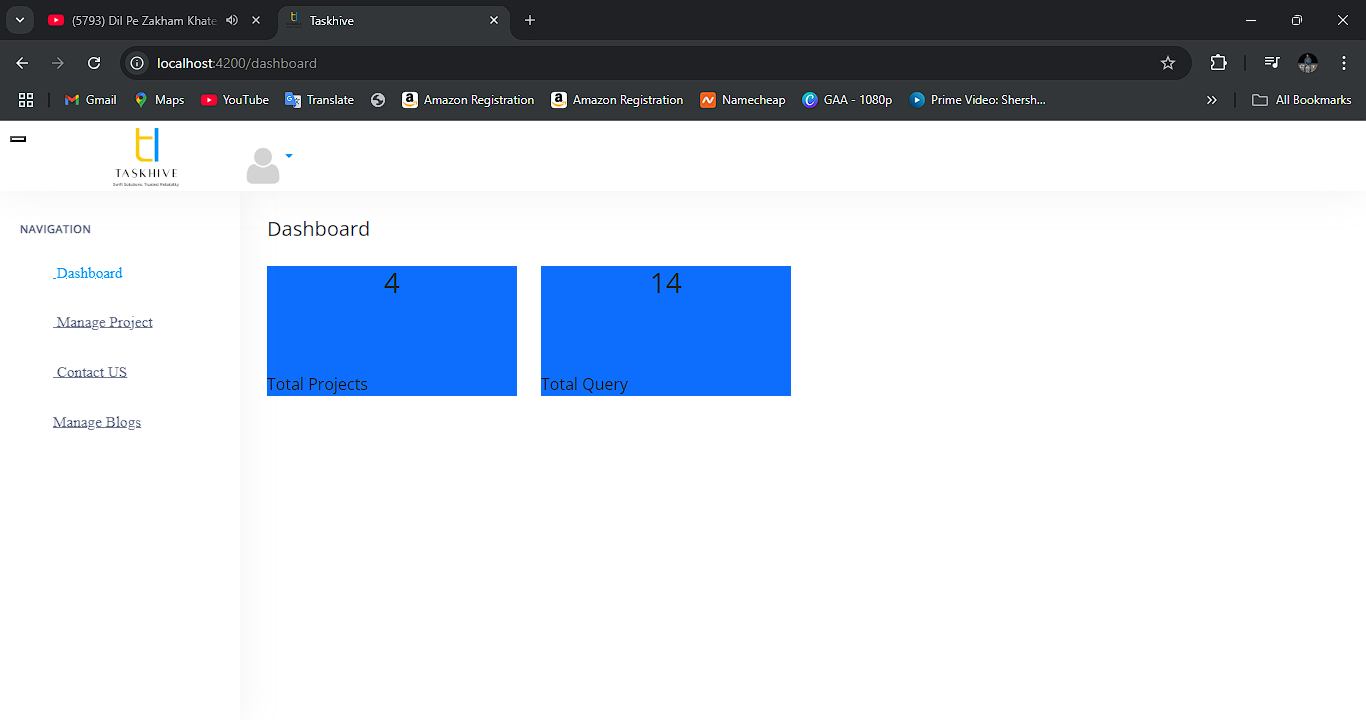 (5793) Dil Pe Zakham Khate
Taskhive
localhost:4200/dashboard
Gmail
Maps
YouTube
Translate
Amazon Registration
Amazon Registration
Namecheap
GAA - 1080p
Prime Video: Shersh...
All Bookmarks
TASKHIVE
Swift Solutions, Trusted Reliability
NAVIGATION
Dashboard
Manage Project
Contact US
Manage Blogs
Dashboard
4
Total Projects
14
Total Query